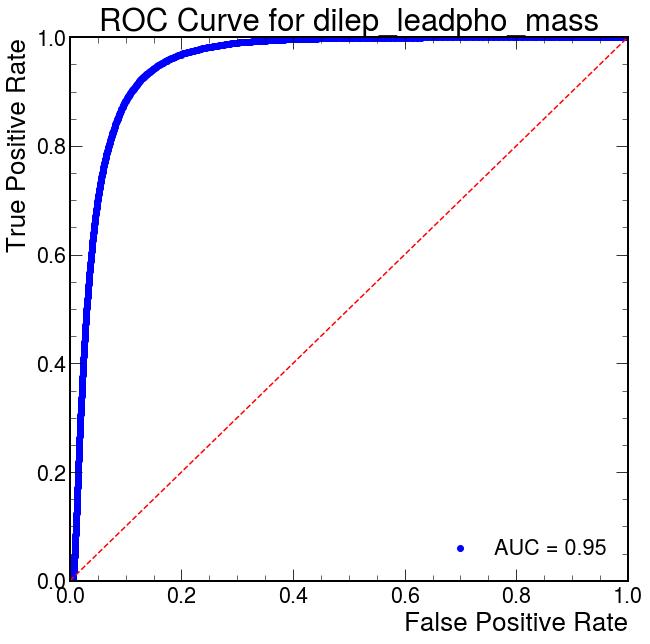 ROC Curve for dilep_leadpho_mass
True Positive Rate
1.0
0.8
0.6
0.4
0.2
0.0
0.0 0.2 0.4 0.6 0.8 1.0
AUC = 0.95
False Positive Rate